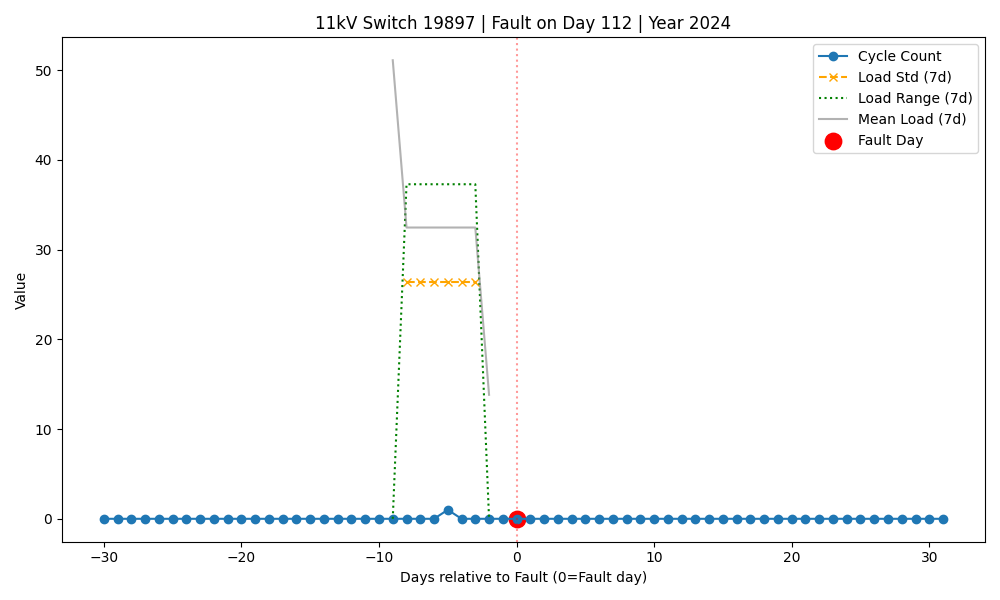 11kV Switch 19897 | Fault on Day 112 | Year 2024
Cycle Count
Load Std (7d)
Load Range (7d)
Mean Load (7d)
Fault Day
Value
50
40
30
20
10
0
−30
−20
−10
0
10
20
30
Days relative to Fault (0=Fault day)